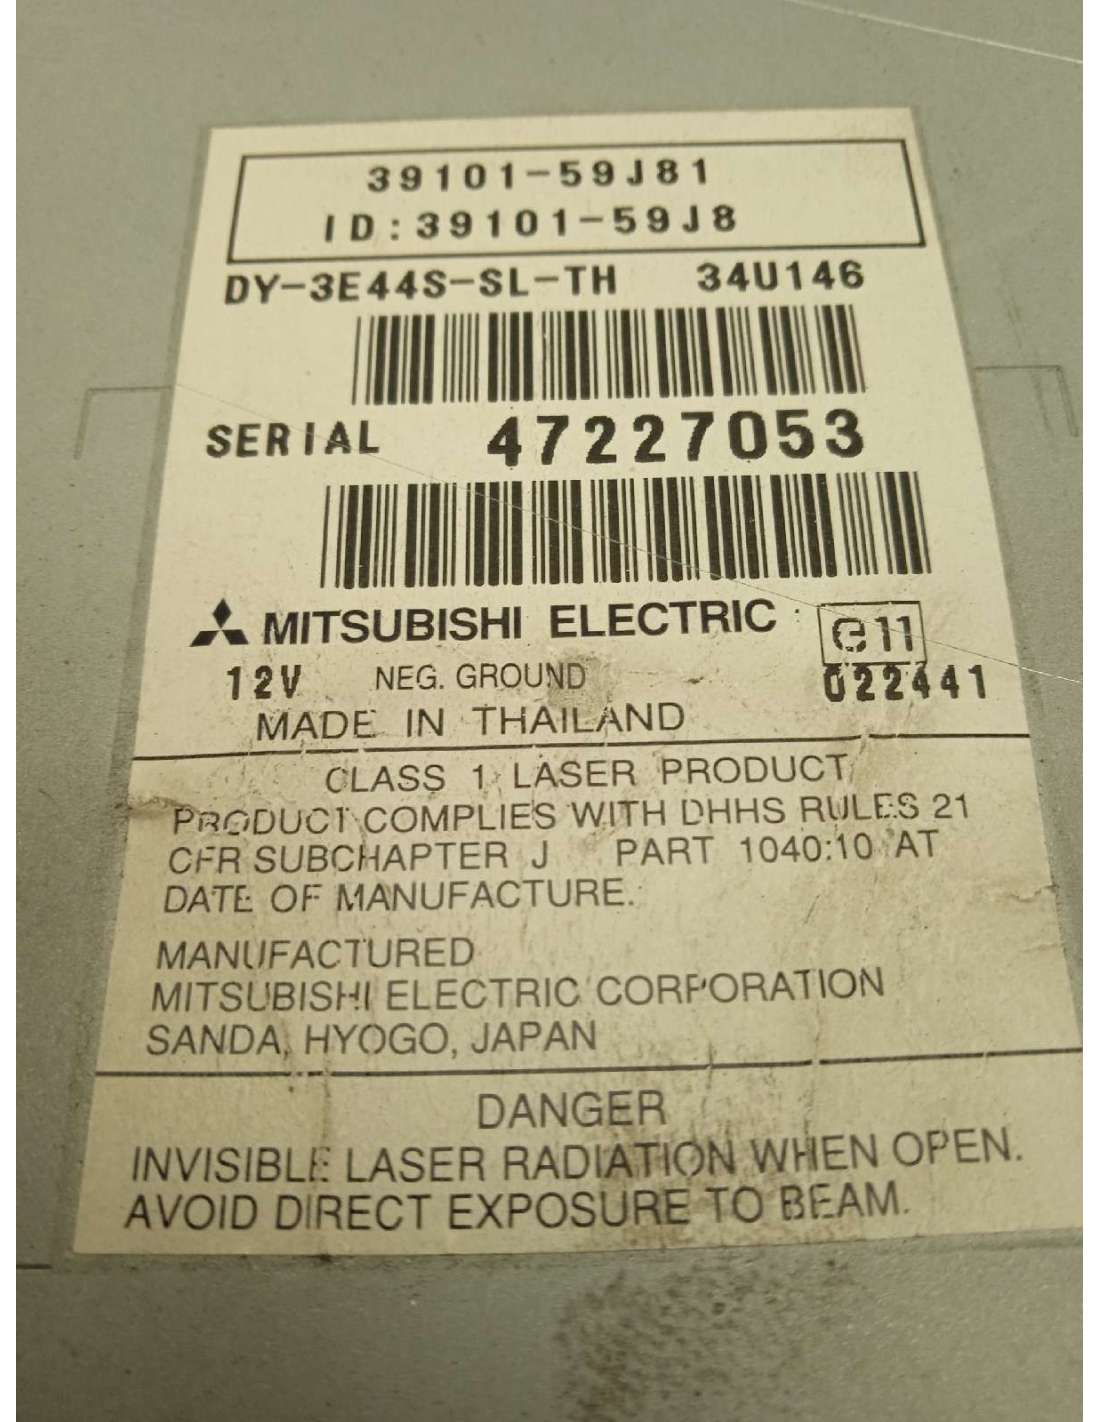 39101-59J81
ID:39101-59J8
DY-3E44S-SL-TH 34U146
SERIAL 47227053
MITSUBISHI ELECTRIC e11
12V NEG. GROUND 022441
MADE IN THAILAND
CLASS 1 LASER PRODUCT
PRODUCT COMPLIES WITH DHHS RULES 21
CFR SUBCHAPTER J PART 1040:10 AT
DATE OF MANUFACTURE.
MANUFACTURED
MITSUBISHI ELECTRIC CORPORATION
SANDA, HYOGO, JAPAN
DANGER
INVISIBLE LASER RADIATION WHEN OPEN.
AVOID DIRECT EXPOSURE TO BEAM.